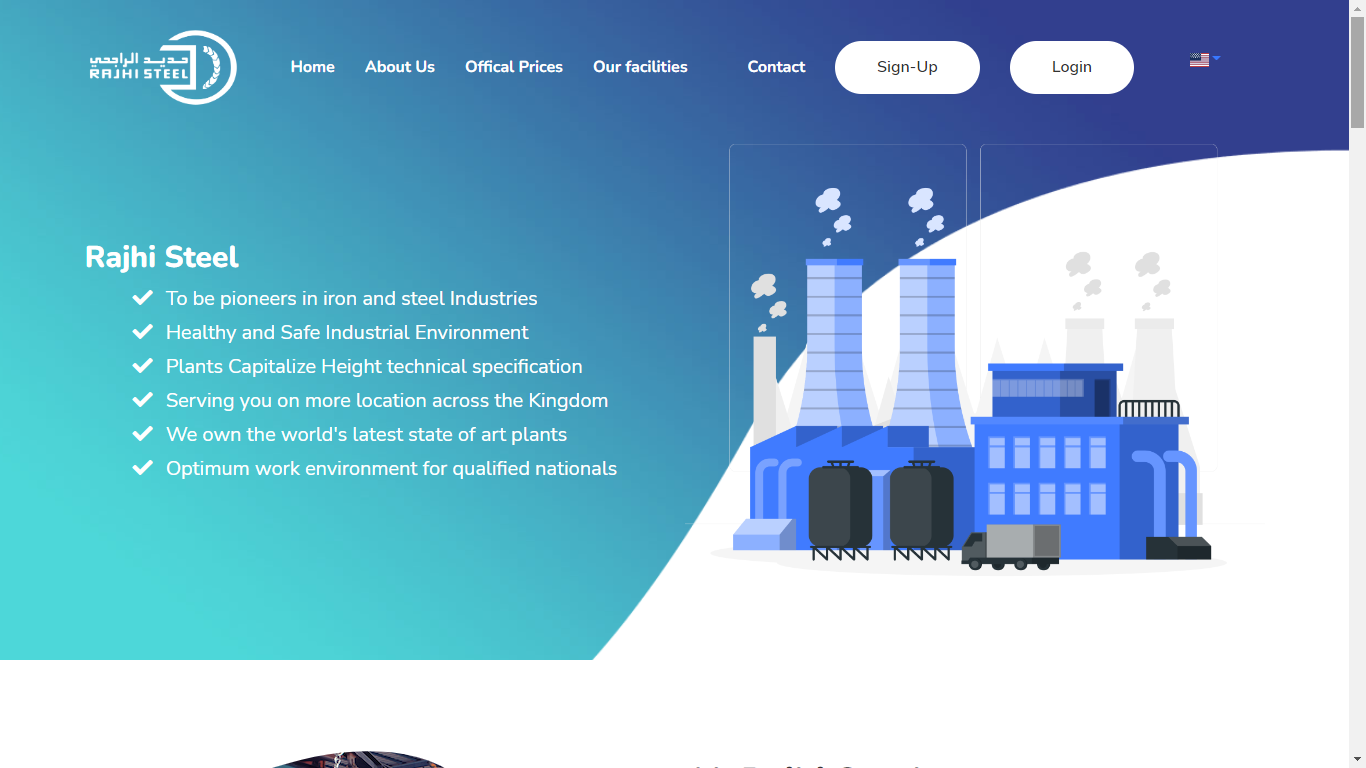 حديد الراجحي
RAJHI STEEL
Home
About Us
Offical Prices
Our facilities
Contact
Sign-Up
Login
Rajhi Steel
To be pioneers in iron and steel Industries
Healthy and Safe Industrial Environment
Plants Capitalize Height technical specification
Serving you on more location across the Kingdom
We own the world's latest state of art plants
Optimum work environment for qualified nationals